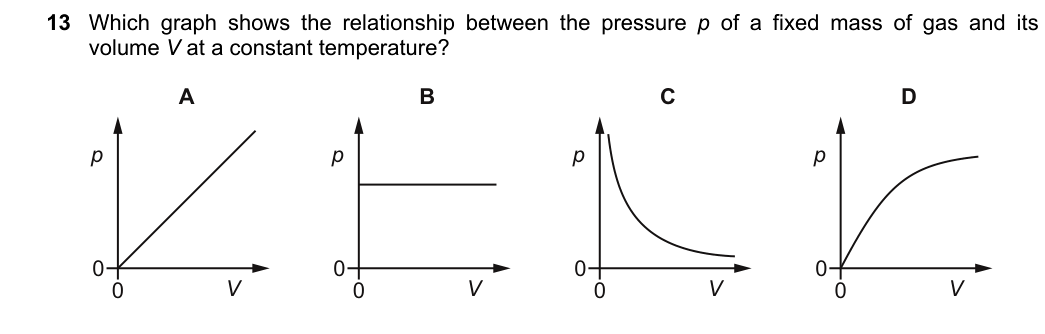 13 Which graph shows the relationship between the pressure p of a fixed mass of gas and its
volume V at a constant temperature?
A B C D
p p p p
0 0 0 0
0 V 0 V 0 V 0 V